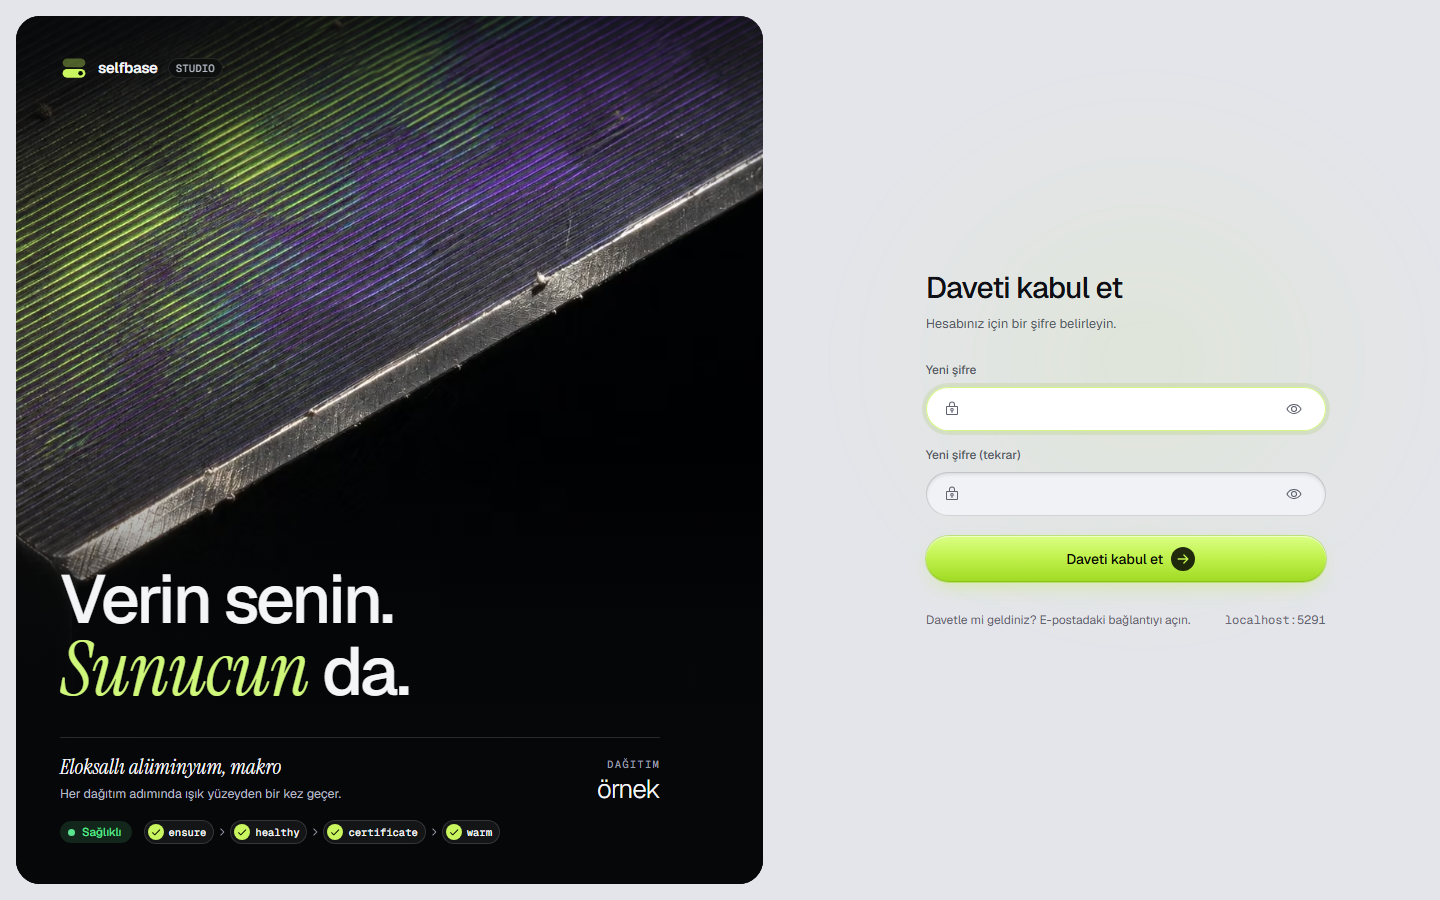 selfbase STUDIO
Verin senin.
Sunucun da.
Eloksallı alüminyum, makro
Her dağıtım adımında ışık yüzeyden bir kez geçer.
DAĞITIM
örnek
Sağlıklı ensure healthy certificate warm
Daveti kabul et
Hesabınız için bir şifre belirleyin.
Yeni şifre
Yeni şifre (tekrar)
Daveti kabul et
Davetle mi geldiniz? E-postadaki bağlantıyı açın. localhost:5291